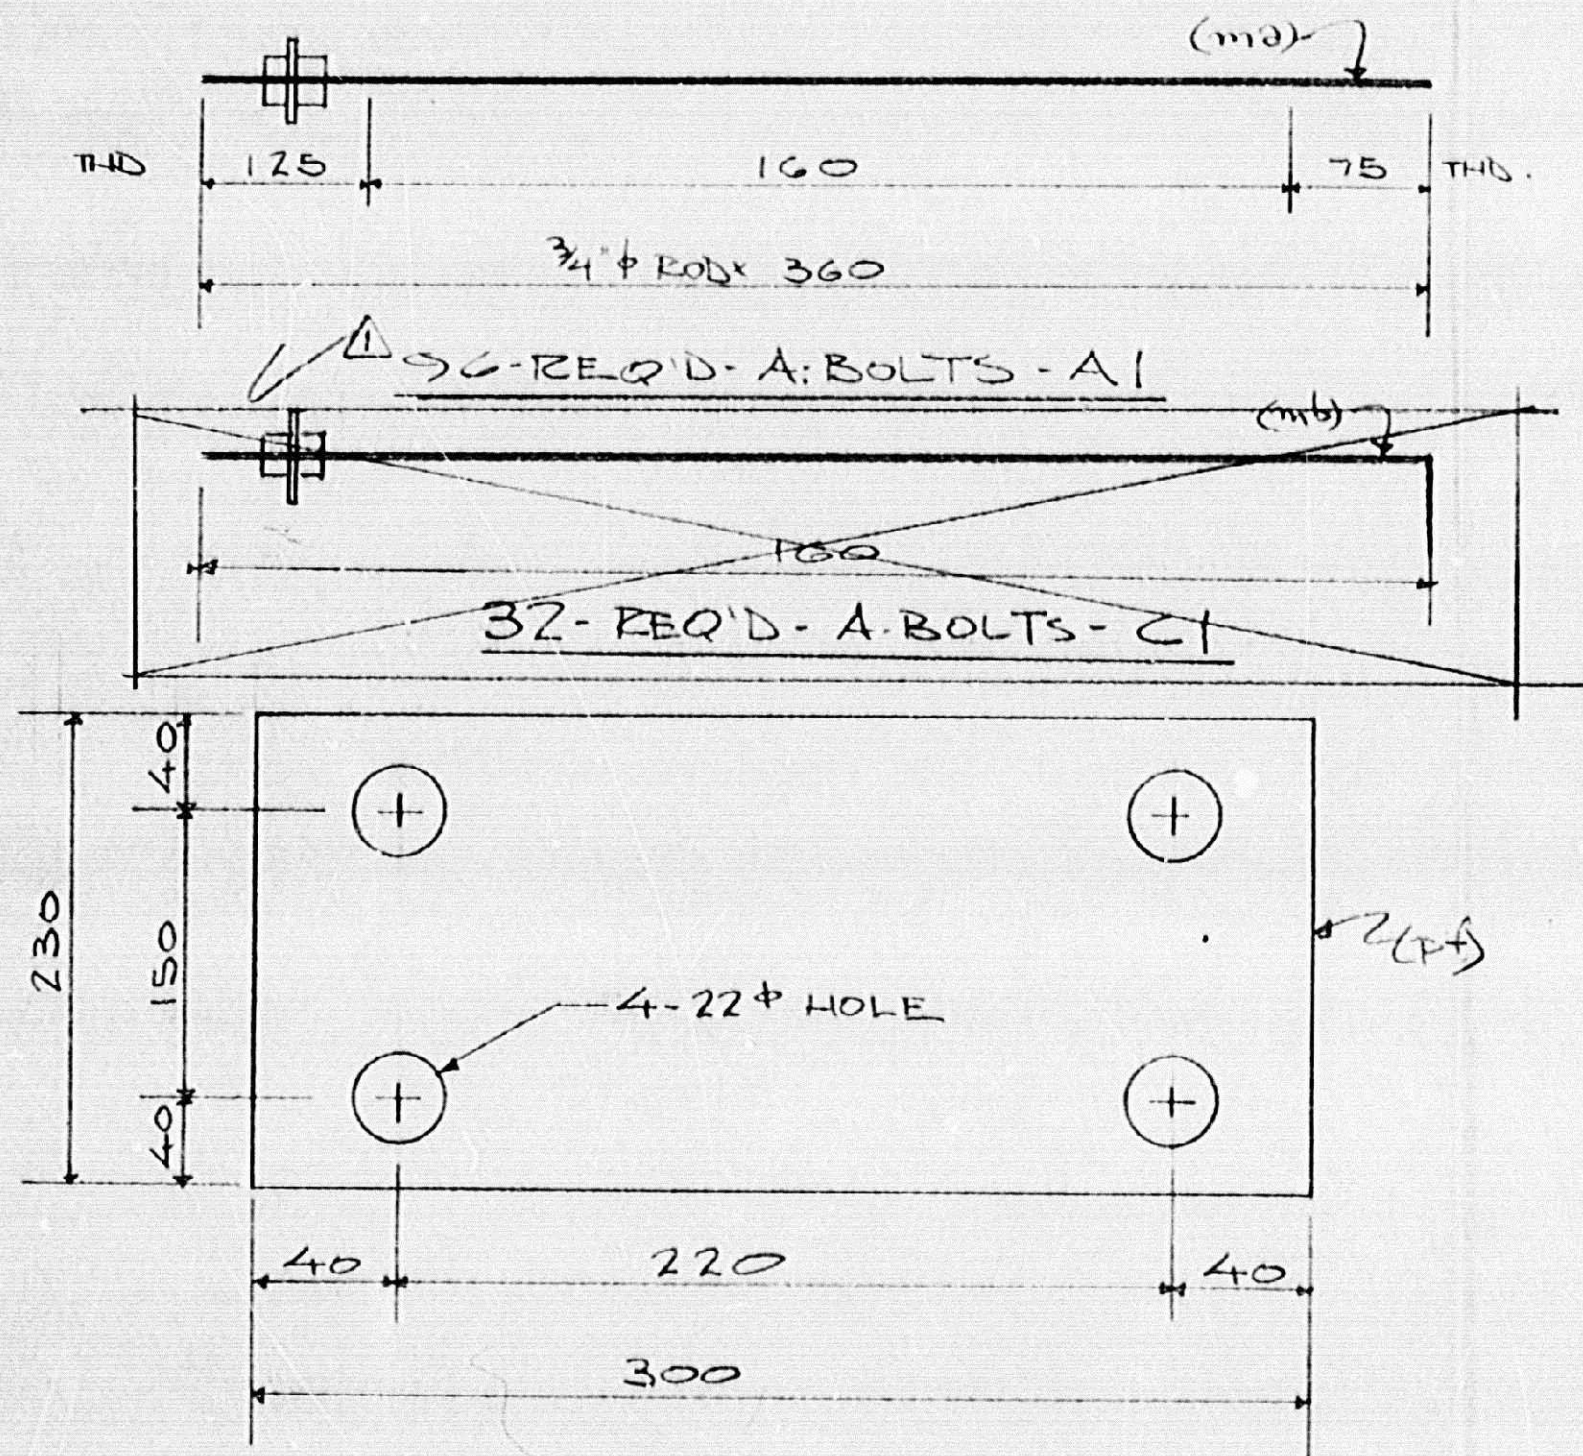 (ma)
THD 125 160 75 THD.
3/4" φ ROD x 360
1
96-REQ'D- A.BOLTS - A1
(mb)
160
32- REQ'D- A.BOLTS- C1
40
230
150
40
(pf)
4-22 φ HOLE
40 220 40
300